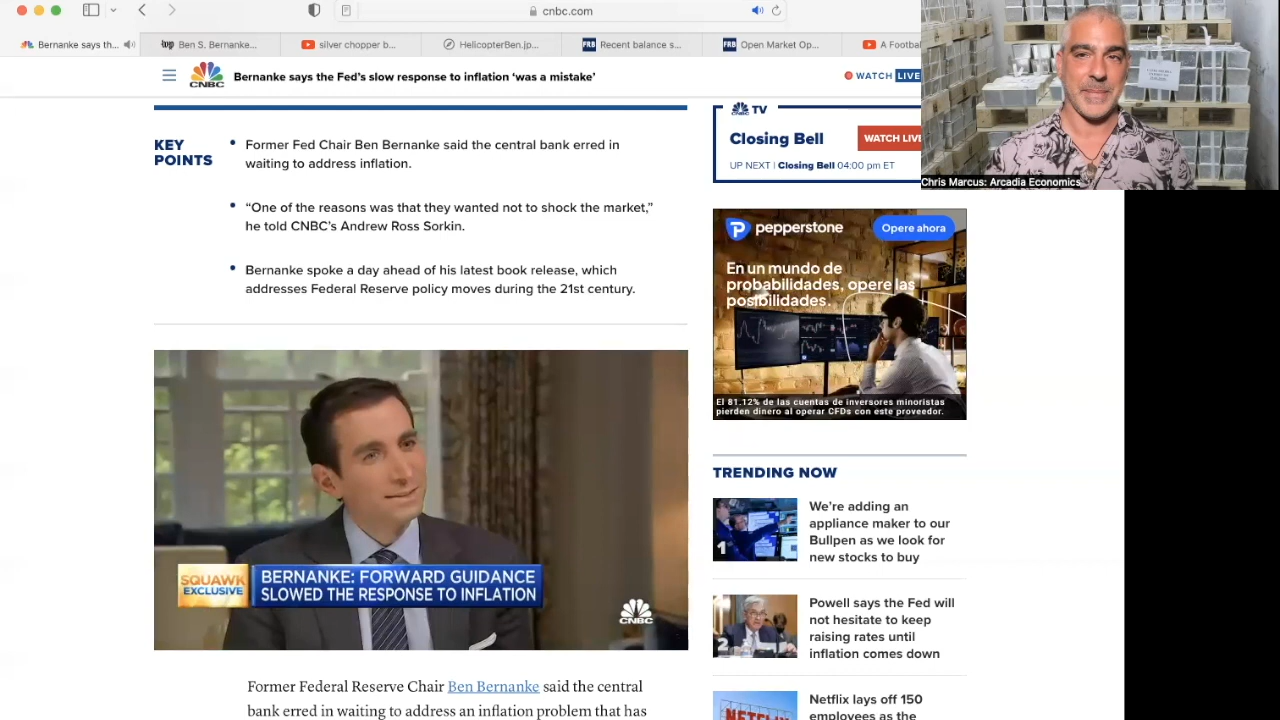 cnbc.com
Bernanke says th...
Ben S. Bernanke...
silver chopper b...
HelicopterBen.jp...
FRB
Recent balance s...
FRB
Open Market Op...
A Footbal
CNBC
Bernanke says the Fed's slow response to inflation ‘was a mistake’
WATCH LIVE
KEY
POINTS
Former Fed Chair Ben Bernanke said the central bank erred in
waiting to address inflation.
“One of the reasons was that they wanted not to shock the market,”
he told CNBC’s Andrew Ross Sorkin.
Bernanke spoke a day ahead of his latest book release, which
addresses Federal Reserve policy moves during the 21st century.
SQUAWK
EXCLUSIVE
BERNANKE: FORWARD GUIDANCE
SLOWED THE RESPONSE TO INFLATION
CNBC
Former Federal Reserve Chair Ben Bernanke said the central
bank erred in waiting to address an inflation problem that has
TV
Closing Bell
WATCH LIVE
UP NEXT | Closing Bell 04:00 pm ET
pepperstone
Opere ahora
En un mundo de
probabilidades, opere las
posibilidades.
El 81.12% de las cuentas de inversores minoristas
pierden dinero al operar CFDs con este proveedor.
TRENDING NOW
1
We’re adding an
appliance maker to our
Bullpen as we look for
new stocks to buy
2
Powell says the Fed will
not hesitate to keep
raising rates until
inflation comes down
NETFLIX
Netflix lays off 150
employees as the
Chris Marcus: Arcadia Economics